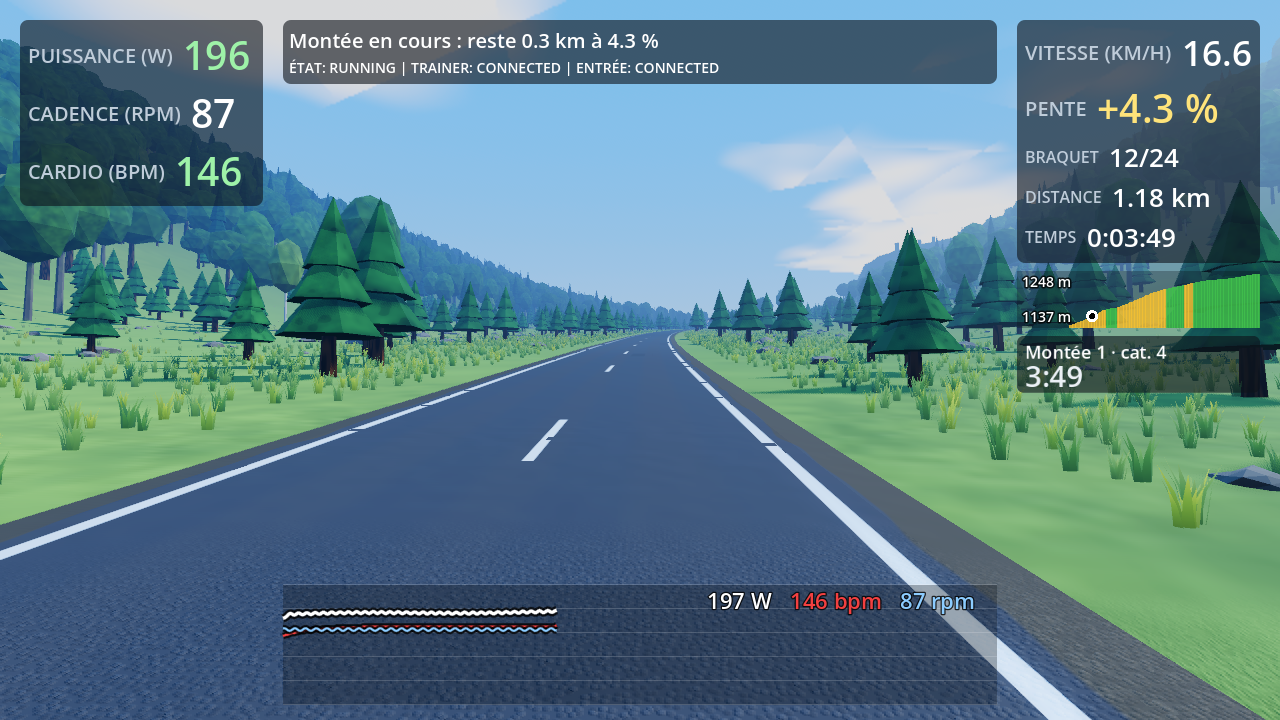 PUISSANCE (W) 196
CADENCE (RPM) 87
CARDIO (BPM) 146
Montée en cours : reste 0.3 km à 4.3 %
ÉTAT: RUNNING | TRAINER: CONNECTED | ENTRÉE: CONNECTED
VITESSE (KM/H) 16.6
PENTE +4.3 %
BRAQUET 12/24
DISTANCE 1.18 km
TEMPS 0:03:49
1248 m
1137 m
Montée 1 · cat. 4
3:49
197 W 146 bpm 87 rpm